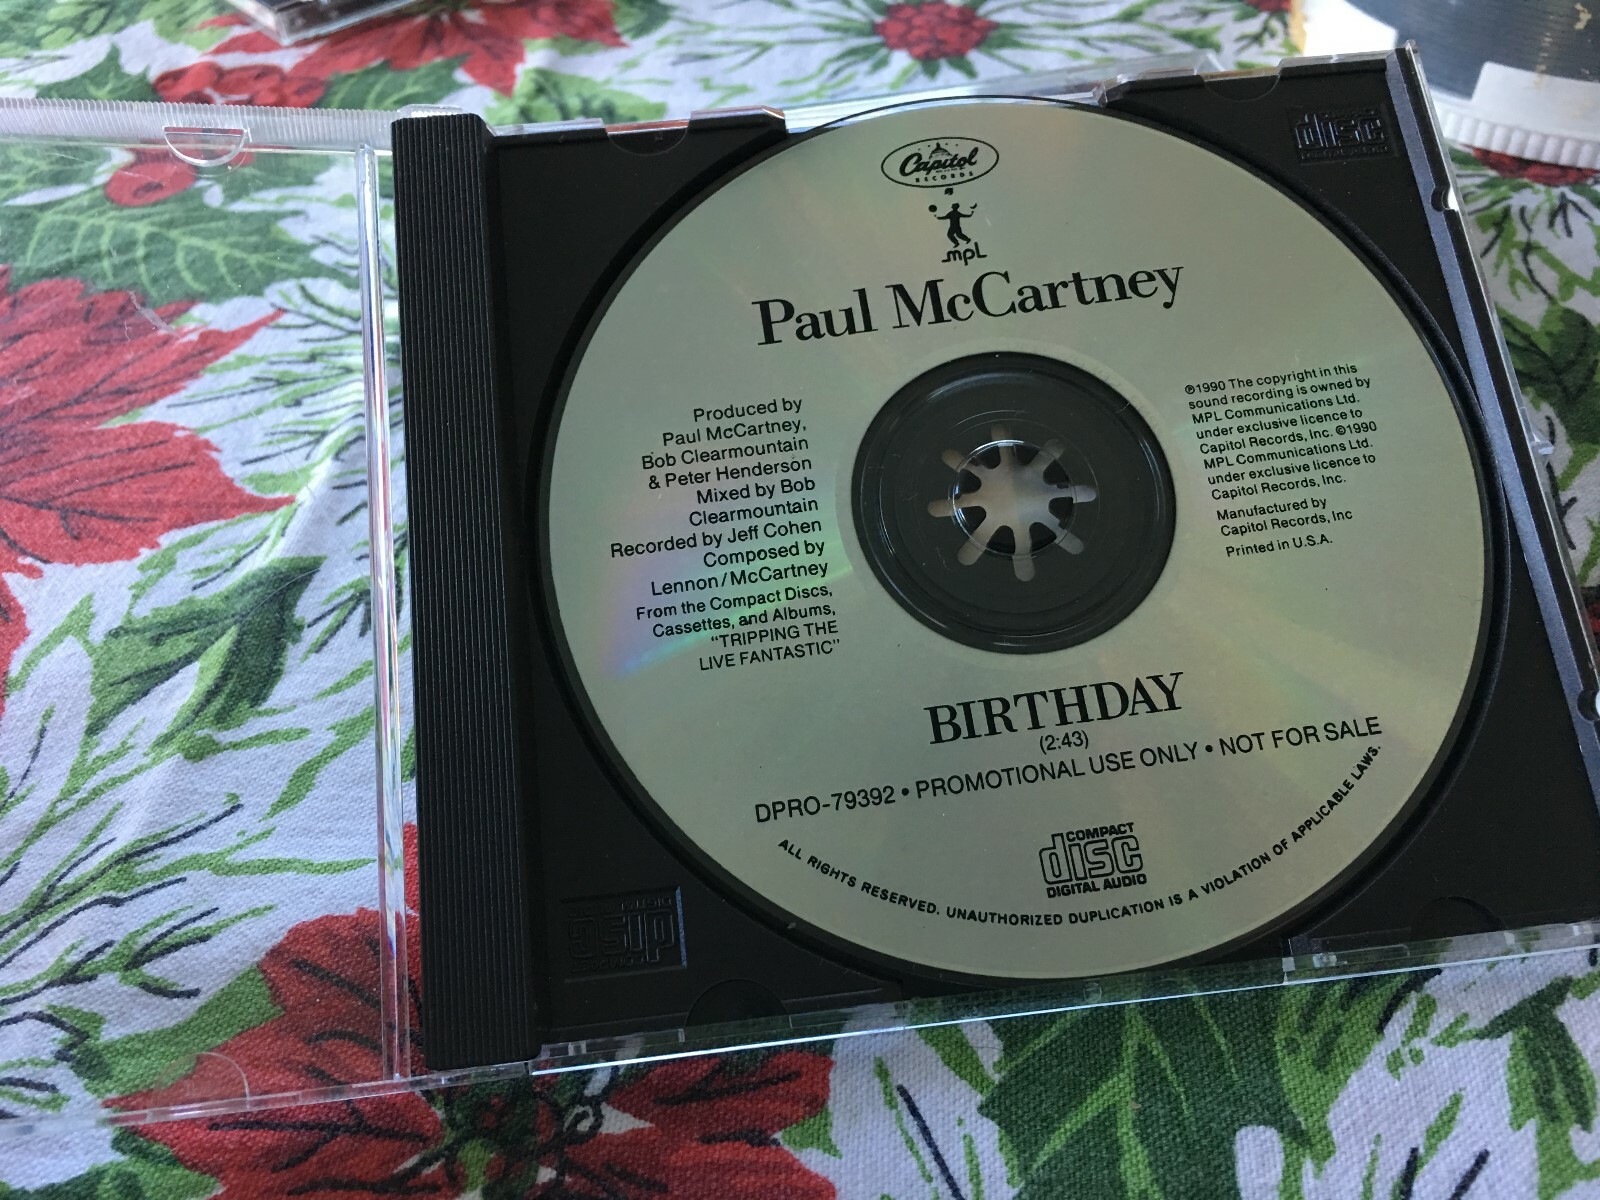 Capitol
RECORDS
mpL
Paul McCartney
Produced by
Paul McCartney,
Bob Clearmountain
& Peter Henderson
Mixed by Bob
Clearmountain
Recorded by Jeff Cohen
Composed by
Lennon/McCartney
From the Compact Discs,
Cassettes, and Albums,
"TRIPPING THE
LIVE FANTASTIC"
℗1990 The copyright in this
sound recording is owned by
MPL Communications Ltd.
under exclusive licence to
Capitol Records, Inc. ©1990
MPL Communications Ltd.
under exclusive licence to
Capitol Records, Inc.
Manufactured by
Capitol Records, Inc
Printed in U.S.A.
BIRTHDAY
(2:43)
DPRO-79392 • PROMOTIONAL USE ONLY • NOT FOR SALE
COMPACT
disc
DIGITAL AUDIO
ALL RIGHTS RESERVED. UNAUTHORIZED DUPLICATION IS A VIOLATION OF APPLICABLE LAWS.
disc
disc